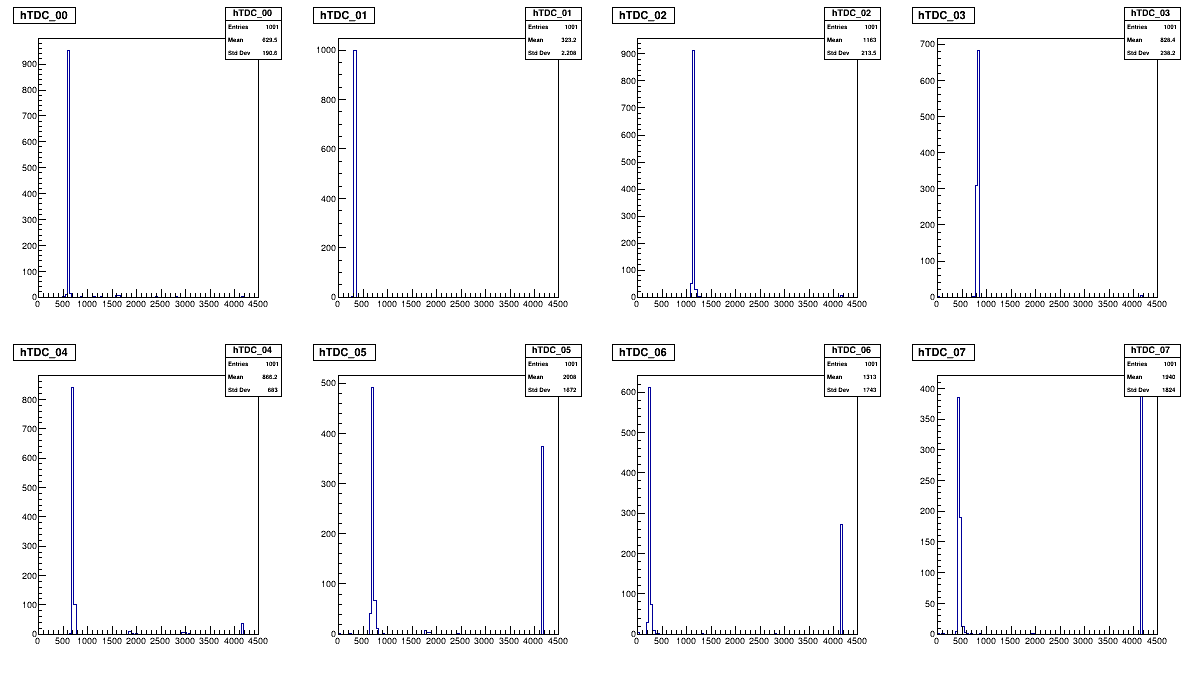 hTDC_00
hTDC_00
Entries 1001
Mean 629.5
Std Dev 190.6
900
800
700
600
500
400
300
200
100
0
0 500 1000 1500 2000 2500 3000 3500 4000 4500
hTDC_01
hTDC_01
Entries 1001
Mean 323.2
Std Dev 2.208
1000
800
600
400
200
0
0 500 1000 1500 2000 2500 3000 3500 4000 4500
hTDC_02
hTDC_02
Entries 1001
Mean 1163
Std Dev 213.5
900
800
700
600
500
400
300
200
100
0
0 500 1000 1500 2000 2500 3000 3500 4000 4500
hTDC_03
hTDC_03
Entries 1001
Mean 828.4
Std Dev 238.2
700
600
500
400
300
200
100
0
0 500 1000 1500 2000 2500 3000 3500 4000 4500
hTDC_04
hTDC_04
Entries 1001
Mean 866.2
Std Dev 683
800
700
600
500
400
300
200
100
0
0 500 1000 1500 2000 2500 3000 3500 4000 4500
hTDC_05
hTDC_05
Entries 1001
Mean 2008
Std Dev 1672
500
400
300
200
100
0
0 500 1000 1500 2000 2500 3000 3500 4000 4500
hTDC_06
hTDC_06
Entries 1001
Mean 1313
Std Dev 1743
600
500
400
300
200
100
0
0 500 1000 1500 2000 2500 3000 3500 4000 4500
hTDC_07
hTDC_07
Entries 1001
Mean 1940
Std Dev 1824
400
350
300
250
200
150
100
50
0
0 500 1000 1500 2000 2500 3000 3500 4000 4500